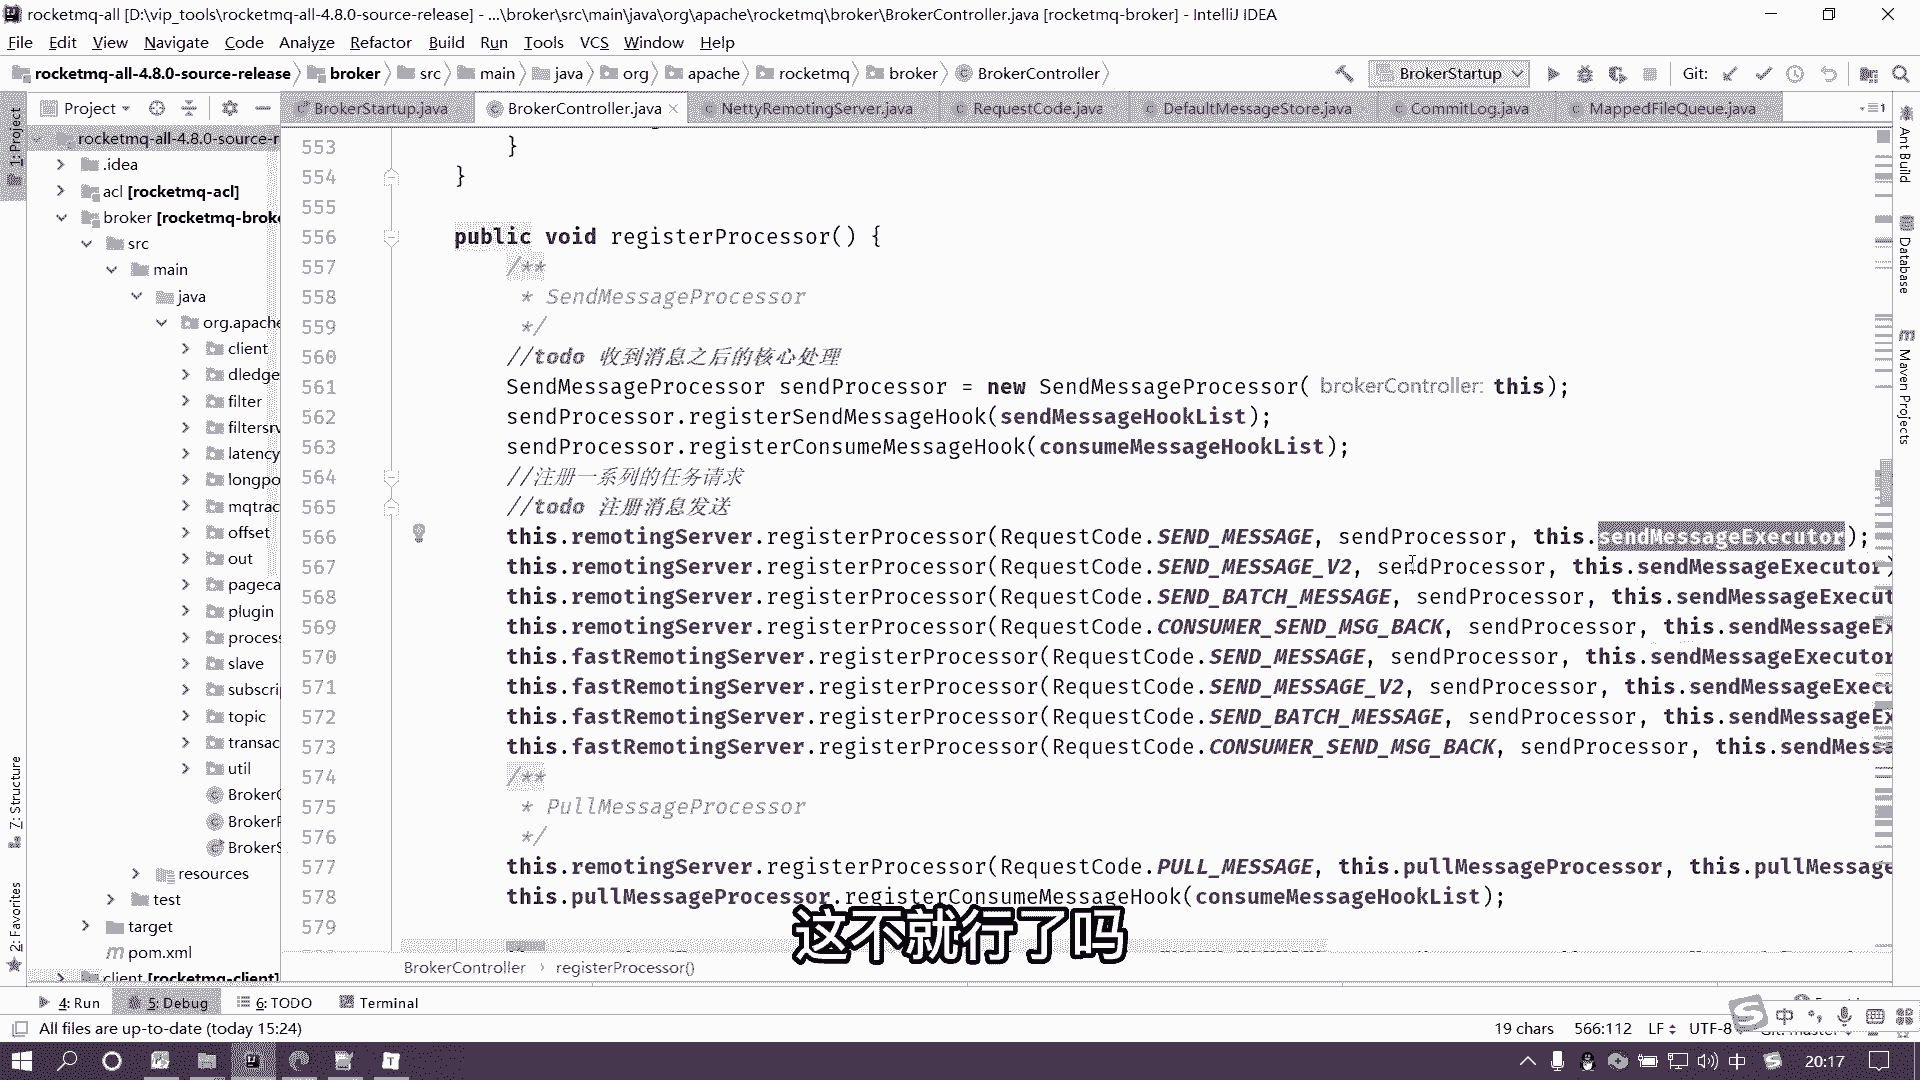 rocketmq-all [D:\vip_tools\rocketmq-all-4.8.0-source-release] - ...\broker\src\main\java\org\apache\rocketmq\broker\BrokerController.java [rocketmq-broker] - IntelliJ IDEA
File Edit View Navigate Code Analyze Refactor Build Run Tools VCS Window Help
rocketmq-all-4.8.0-source-release broker src main java org apache rocketmq broker BrokerController BrokerStartup Git:
Project BrokerStartup.java BrokerController.java NettyRemotingServer.java RequestCode.java DefaultMessageStore.java CommitLog.java MappedFileQueue.java
1: Project
7: Structure
2: Favorites
rocketmq-all-4.8.0-source-r
.idea
acl [rocketmq-acl]
broker [rocketmq-broke
src
main
java
org.apache
client
dledge
filter
filtersrv
latency
longpo
mqtrac
offset
out
pageca
plugin
process
slave
subscri
topic
transac
util
BrokerC
BrokerP
BrokerS
resources
test
target
pom.xml
client [rocketmq-client]
553 }
554 }
555
556 public void registerProcessor() {
557 /**
558 * SendMessageProcessor
559 */
560 //todo 收到消息之后的核心处理
561 SendMessageProcessor sendProcessor = new SendMessageProcessor( brokerController: this);
562 sendProcessor.registerSendMessageHook(sendMessageHookList);
563 sendProcessor.registerConsumeMessageHook(consumeMessageHookList);
564 //注册一系列的任务请求
565 //todo 注册消息发送
566 this.remotingServer.registerProcessor(RequestCode.SEND_MESSAGE, sendProcessor, this.sendMessageExecutor);
567 this.remotingServer.registerProcessor(RequestCode.SEND_MESSAGE_V2, sendProcessor, this.sendMessageExecutor)
568 this.remotingServer.registerProcessor(RequestCode.SEND_BATCH_MESSAGE, sendProcessor, this.sendMessageExecut
569 this.remotingServer.registerProcessor(RequestCode.CONSUMER_SEND_MSG_BACK, sendProcessor, this.sendMessageEx
570 this.fastRemotingServer.registerProcessor(RequestCode.SEND_MESSAGE, sendProcessor, this.sendMessageExecutor
571 this.fastRemotingServer.registerProcessor(RequestCode.SEND_MESSAGE_V2, sendProcessor, this.sendMessageExecu
572 this.fastRemotingServer.registerProcessor(RequestCode.SEND_BATCH_MESSAGE, sendProcessor, this.sendMessageEx
573 this.fastRemotingServer.registerProcessor(RequestCode.CONSUMER_SEND_MSG_BACK, sendProcessor, this.sendMessa
574 /**
575 * PullMessageProcessor
576 */
577 this.remotingServer.registerProcessor(RequestCode.PULL_MESSAGE, this.pullMessageProcessor, this.pullMessage
578 this.pullMessageProcessor.registerConsumeMessageHook(consumeMessageHookList);
579
这不就行了吗
BrokerController registerProcessor()
Ant Build
Database
Maven Projects
4: Run 5: Debug 6: TODO Terminal
All files are up-to-date (today 15:24) 19 chars 566:112 LF UTF-8 Git: master
中
中 20:17